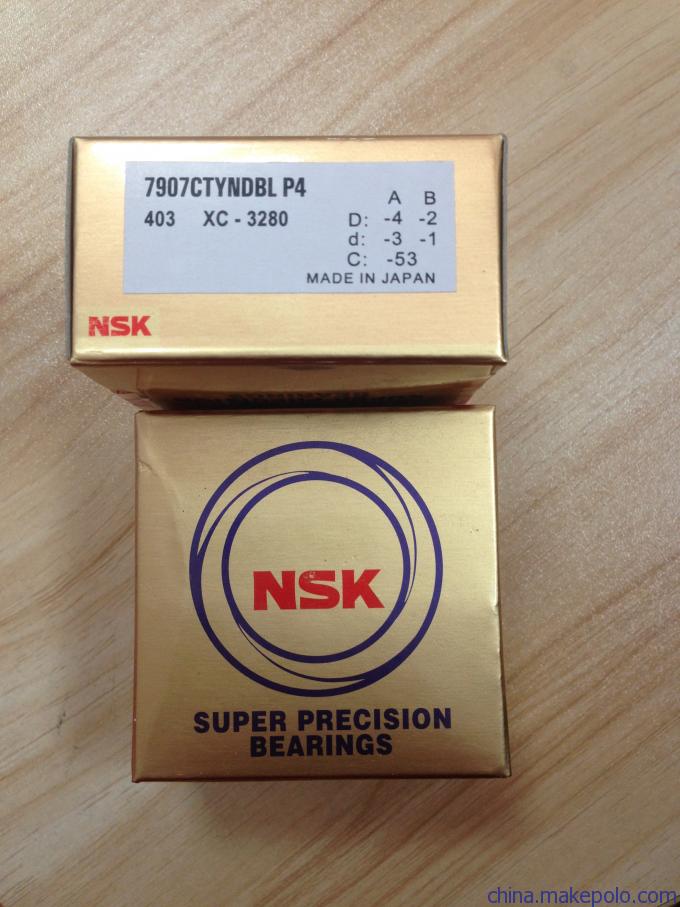 7907CTYNDBL P4
403 XC - 3280
A B
D: -4 -2
d: -3 -1
C: -53
MADE IN JAPAN
NSK
NSK
SUPER PRECISION
BEARINGS
china.makepolo.com